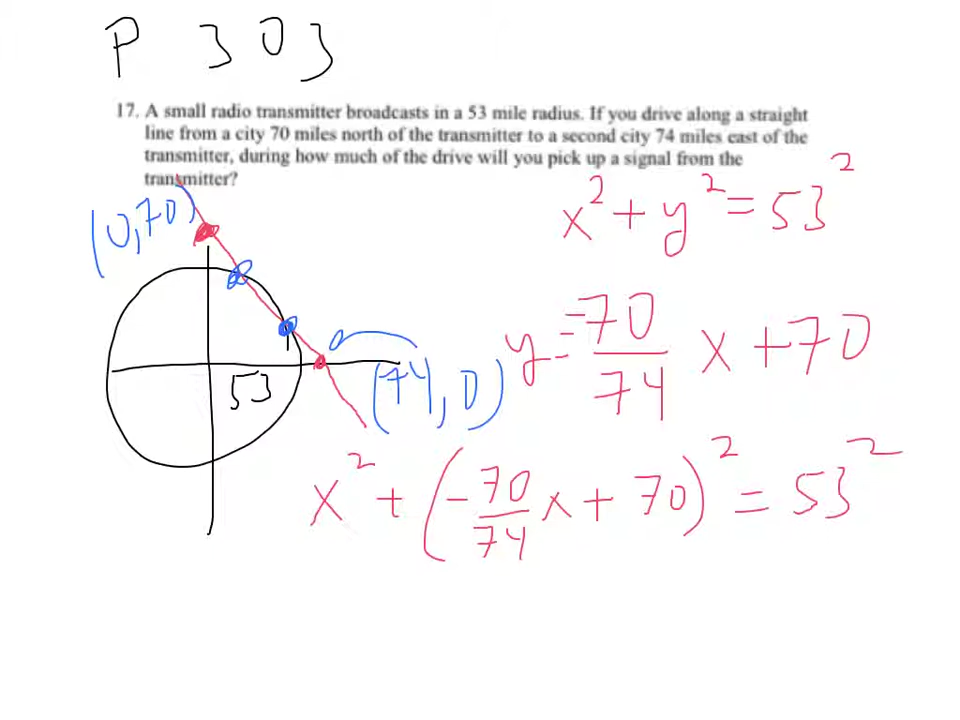 P 303
17. A small radio transmitter broadcasts in a 53 mile radius. If you drive along a straight
line from a city 70 miles north of the transmitter to a second city 74 miles east of the
transmitter, during how much of the drive will you pick up a signal from the
transmitter?
x² + y² = 53²
(0,70)
y = -70/74 x + 70
53
(74,0)
x² + (-70/74 x + 70)² = 53²